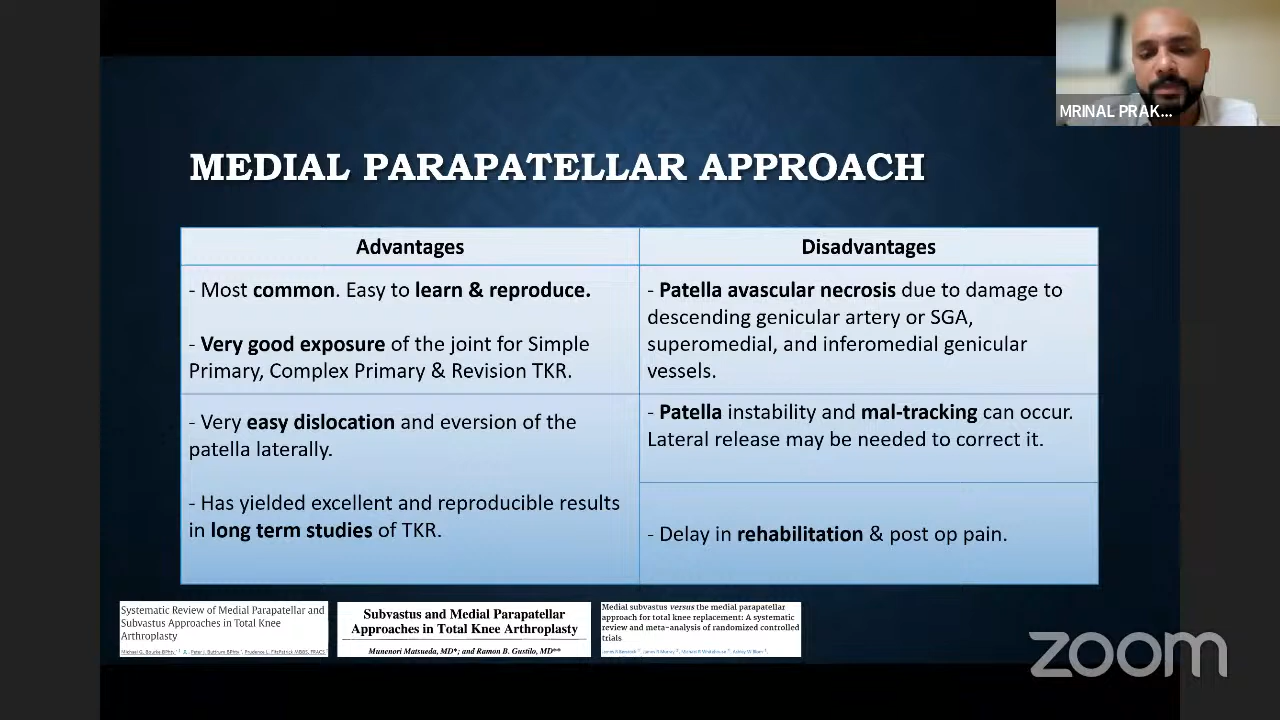 MRINAL PRAK...
MEDIAL PARAPATELLAR APPROACH
Advantages
- Most common. Easy to learn & reproduce.
- Very good exposure of the joint for Simple
Primary, Complex Primary & Revision TKR.
- Very easy dislocation and eversion of the
patella laterally.
- Has yielded excellent and reproducible results
in long term studies of TKR.
Disadvantages
- Patella avascular necrosis due to damage to
descending genicular artery or SGA,
superomedial, and inferomedial genicular
vessels.
- Patella instability and mal-tracking can occur.
Lateral release may be needed to correct it.
- Delay in rehabilitation & post op pain.
Systematic Review of Medial Parapatellar and
Subvastus Approaches in Total Knee
Arthroplasty
Subvastus and Medial Parapatellar
Approaches in Total Knee Arthroplasty
Munenori Matsueda, MD*; and Ramon B. Gustilo, MD**
Medial subvastus versus the medial parapatellar
approach for total knee replacement: A systematic
review and meta-analysis of randomized controlled
trials
zoom